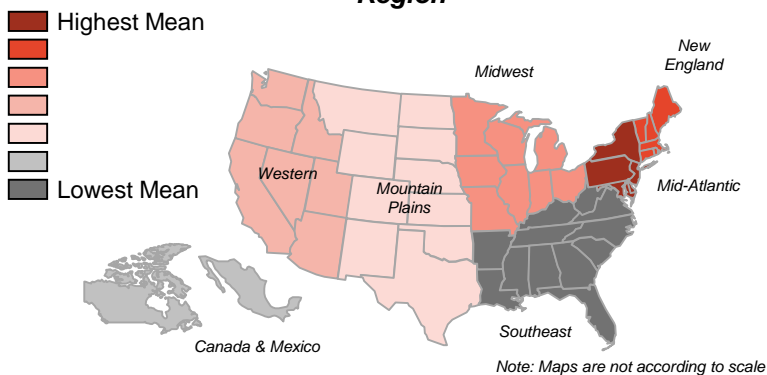 Region
Highest Mean
Lowest Mean
New
England
Midwest
Western
Mountain
Plains
Mid-Atlantic
Southeast
Canada & Mexico
Note: Maps are not according to scale